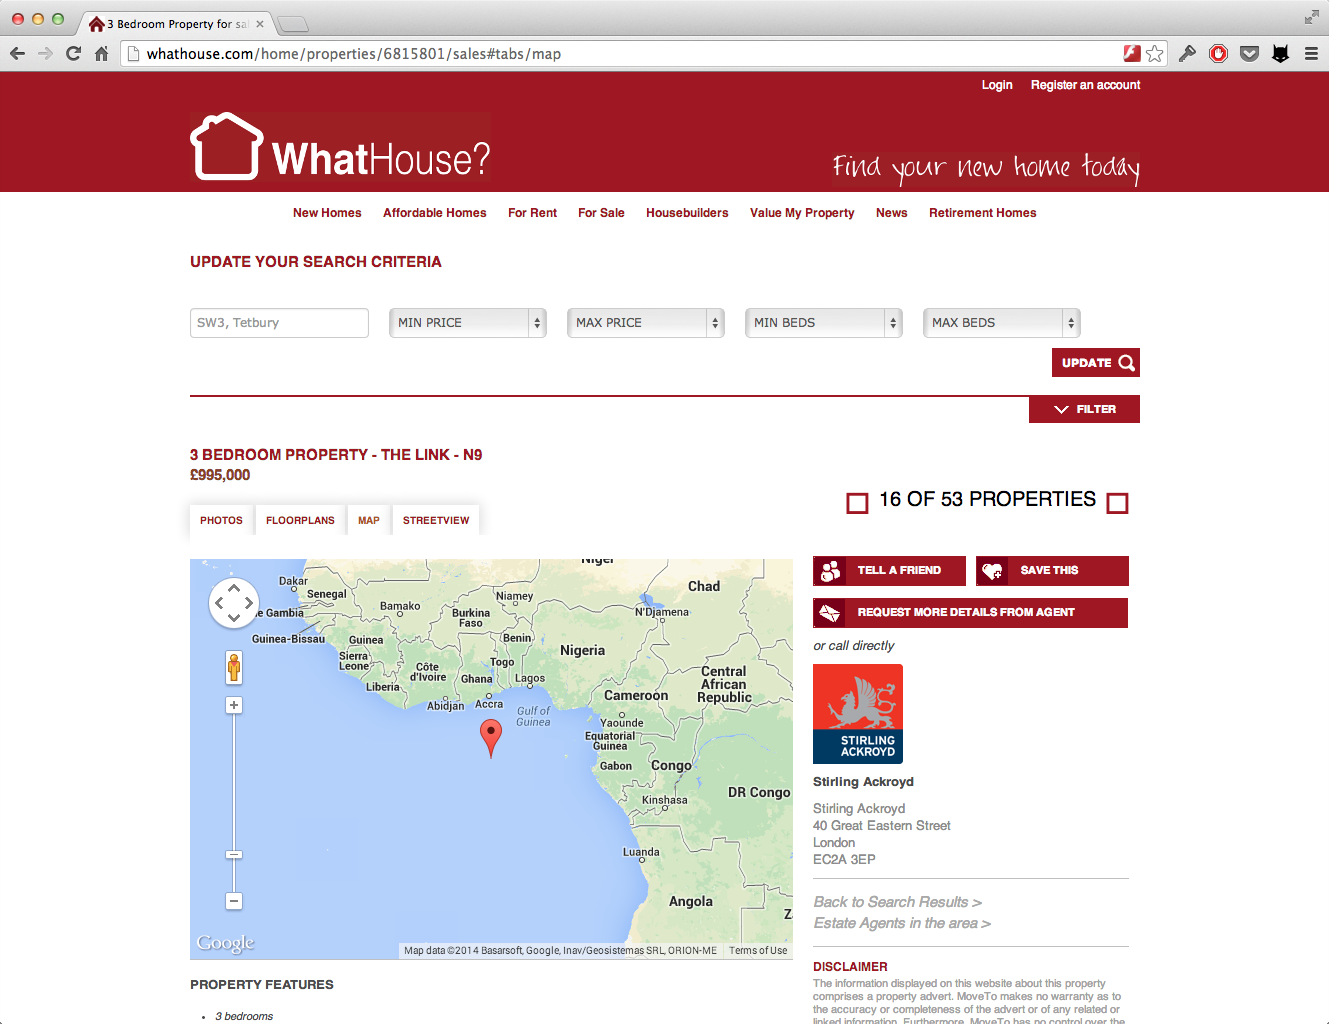 3 Bedroom Property for sa
whathouse.com/home/properties/6815801/sales#tabs/map
Login Register an account
WhatHouse?
Find your new home today
New Homes Affordable Homes For Rent For Sale Housebuilders Value My Property News Retirement Homes
UPDATE YOUR SEARCH CRITERIA
SW3, Tetbury MIN PRICE MAX PRICE MIN BEDS MAX BEDS
UPDATE
FILTER
3 BEDROOM PROPERTY - THE LINK - N9
£995,000
16 OF 53 PROPERTIES
PHOTOS FLOORPLANS MAP STREETVIEW
Niger
Dakar
Senegal
Chad
e Gambia
Bamako
Niamey
N'Djamena
Burkina
Faso
Guinea-Bissau
Guinea
Benin
Nigeria
Sierra
Leone
Côte
d'Ivoire
Togo
Ghana
Lagos
Central
African
Republic
Liberia
Abidjan
Accra
Cameroon
Gulf of
Guinea
Yaounde
Equatorial
Guinea
Gabon
Congo
DR Congo
Kinshasa
Luanda
Angola
Z
Google
Map data ©2014 Basarsoft, Google, Inav/Geosistemas SRL, ORION-ME Terms of Use
TELL A FRIEND SAVE THIS
REQUEST MORE DETAILS FROM AGENT
or call directly
STIRLING
ACKROYD
Stirling Ackroyd
Stirling Ackroyd
40 Great Eastern Street
London
EC2A 3EP
Back to Search Results >
Estate Agents in the area >
DISCLAIMER
The information displayed on this website about this property
comprises a property advert. MoveTo makes no warranty as to
the accuracy or completeness of the advert or of any related or
linked information. Furthermore, MoveTo has no control over the
PROPERTY FEATURES
• 3 bedrooms